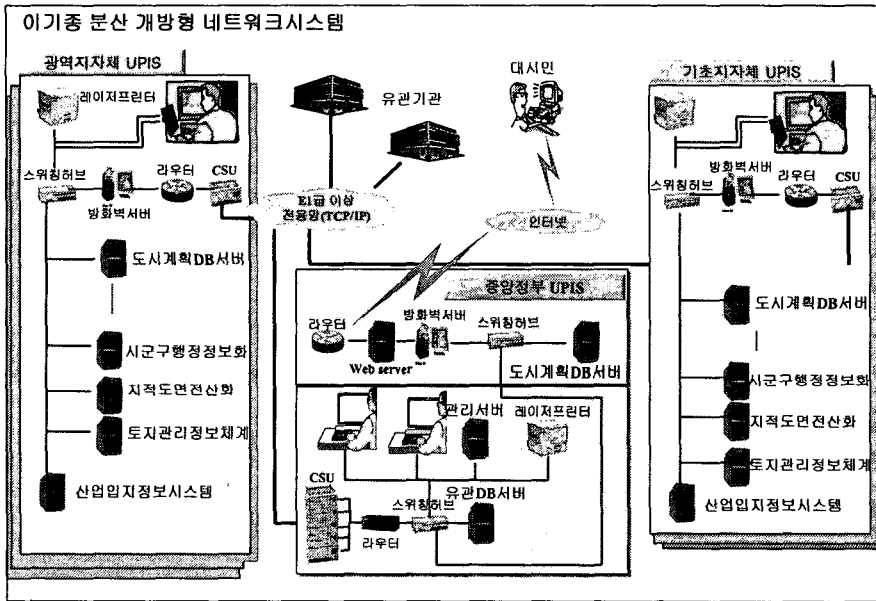 이기종 분산 개방형 네트워크시스템
광역지자체 UPIS
레이저프린터
스위칭허브
방화벽서버
라우터
CSU
도시계획DB서버
시군구행정정보화
지적도면전산화
토지관리정보체계
산업입지정보시스템
유관기관
대시민
E1급 이상
전용망(TCP/IP)
인터넷
중앙정부 UPIS
라우터
Web server
방화벽서버
스위칭허브
도시계획DB서버
관리서버
레이저프린터
CSU
유관DB서버
스위칭허브
라우터
기초지자체 UPIS
스위칭허브
방화벽서버
라우터
CSU
도시계획DB서버
시군구행정정보화
지적도면전산화
토지관리정보체계
산업입지정보시스템